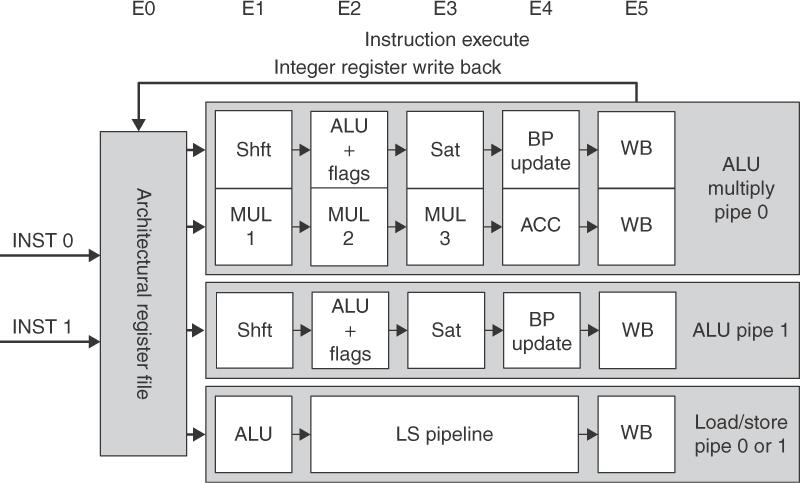 E0 E1 E2 E3 E4 E5
Instruction execute
Integer register write back
INST 0
INST 1
Architectural register file
Shft
ALU
+
flags
Sat
BP
update
WB
MUL
1
MUL
2
MUL
3
ACC
WB
ALU
multiply
pipe 0
Shft
ALU
+
flags
Sat
BP
update
WB
ALU pipe 1
ALU
LS pipeline
WB
Load/store
pipe 0 or 1